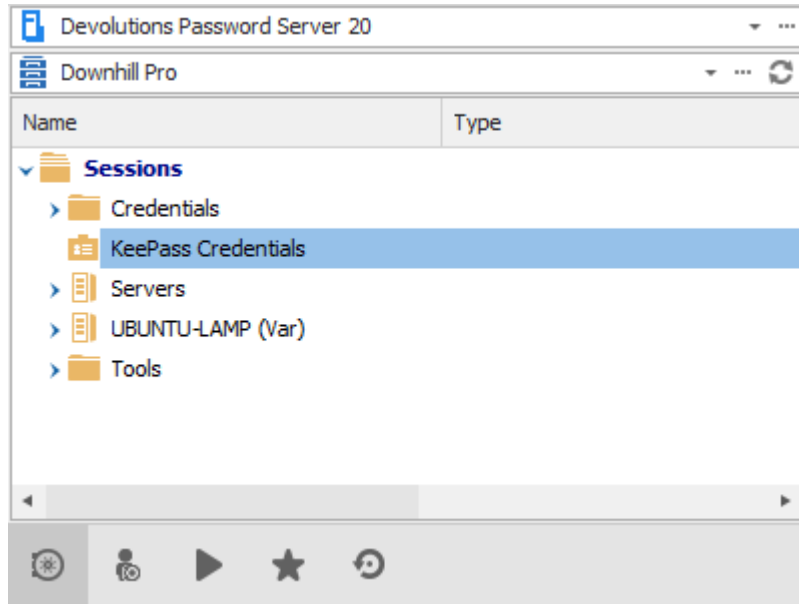 Devolutions Password Server 20
Downhill Pro
Name Type
Sessions
Credentials
KeePass Credentials
Servers
UBUNTU-LAMP (Var)
Tools